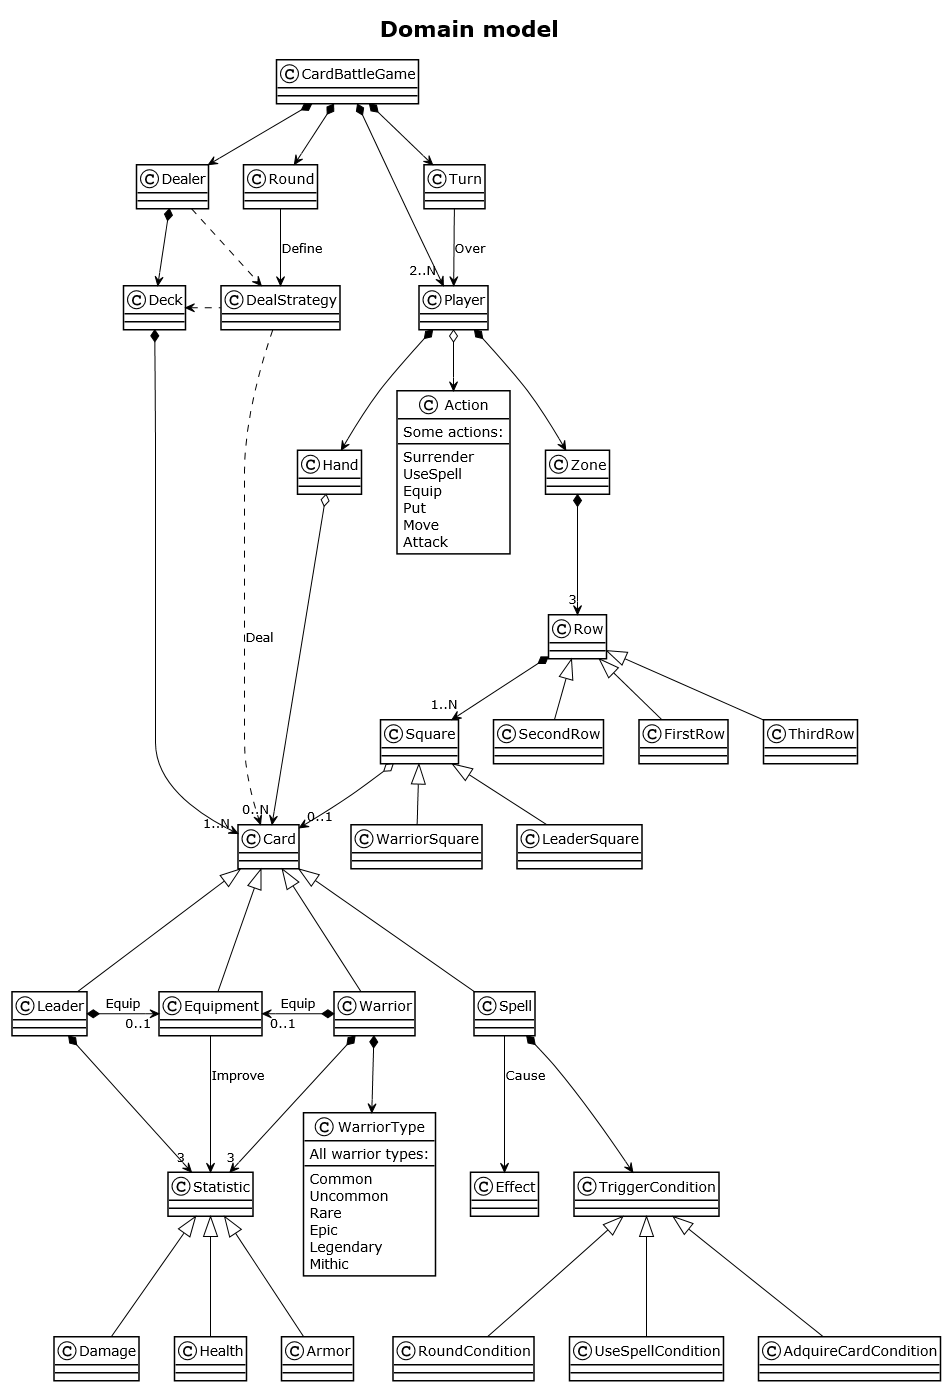 Domain model
C CardBattleGame
C Dealer
C Round
C Turn
Define
Over
2..N
C Deck
C DealStrategy
C Player
C Action
Some actions:
Surrender
UseSpell
Equip
Put
Move
Attack
C Hand
C Zone
3
C Row
Deal
1..N
C Square
C SecondRow
C FirstRow
C ThirdRow
0..N
0..1
1..N
C Card
C WarriorSquare
C LeaderSquare
C Leader
Equip
0..1
C Equipment
Equip
0..1
C Warrior
C Spell
Improve
Cause
C WarriorType
All warrior types:
Common
Uncommon
Rare
Epic
Legendary
Mithic
3
3
C Statistic
C Effect
C TriggerCondition
C Damage
C Health
C Armor
C RoundCondition
C UseSpellCondition
C AdquireCardCondition